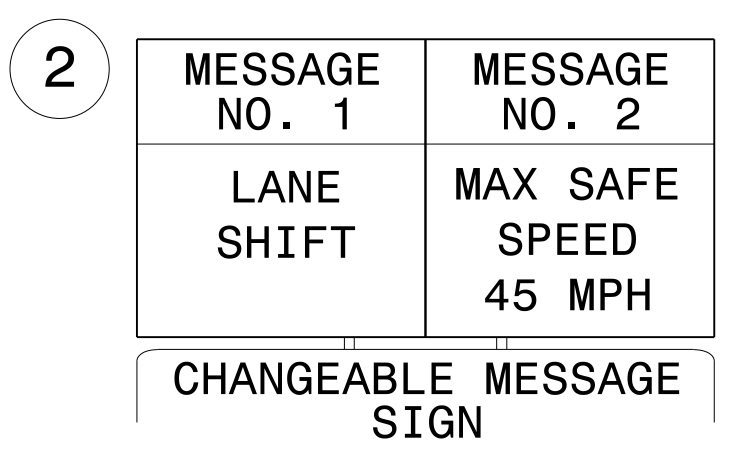 2
MESSAGE
NO. 1
MESSAGE
NO. 2
LANE
SHIFT
MAX SAFE
SPEED
45 MPH
CHANGEABLE MESSAGE
SIGN